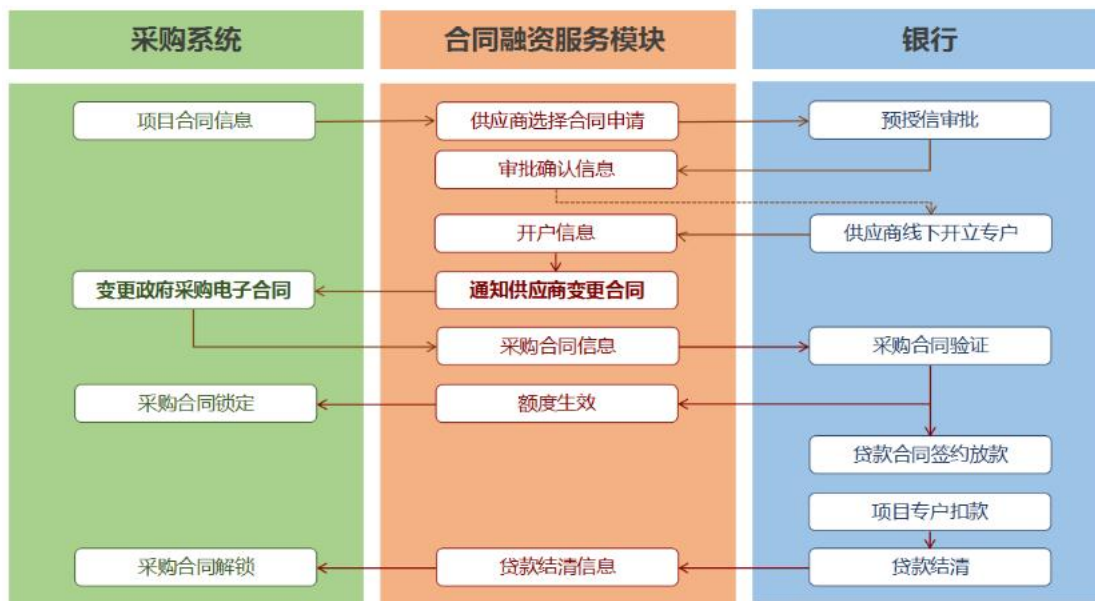 采购系统
合同融资服务模块
银行
项目合同信息
供应商选择合同申请
预授信审批
审批确认信息
开户信息
供应商线下开立专户
变更政府采购电子合同
通知供应商变更合同
采购合同信息
采购合同验证
采购合同锁定
额度生效
贷款合同签约放款
项目专户扣款
采购合同解锁
贷款结清信息
贷款结清